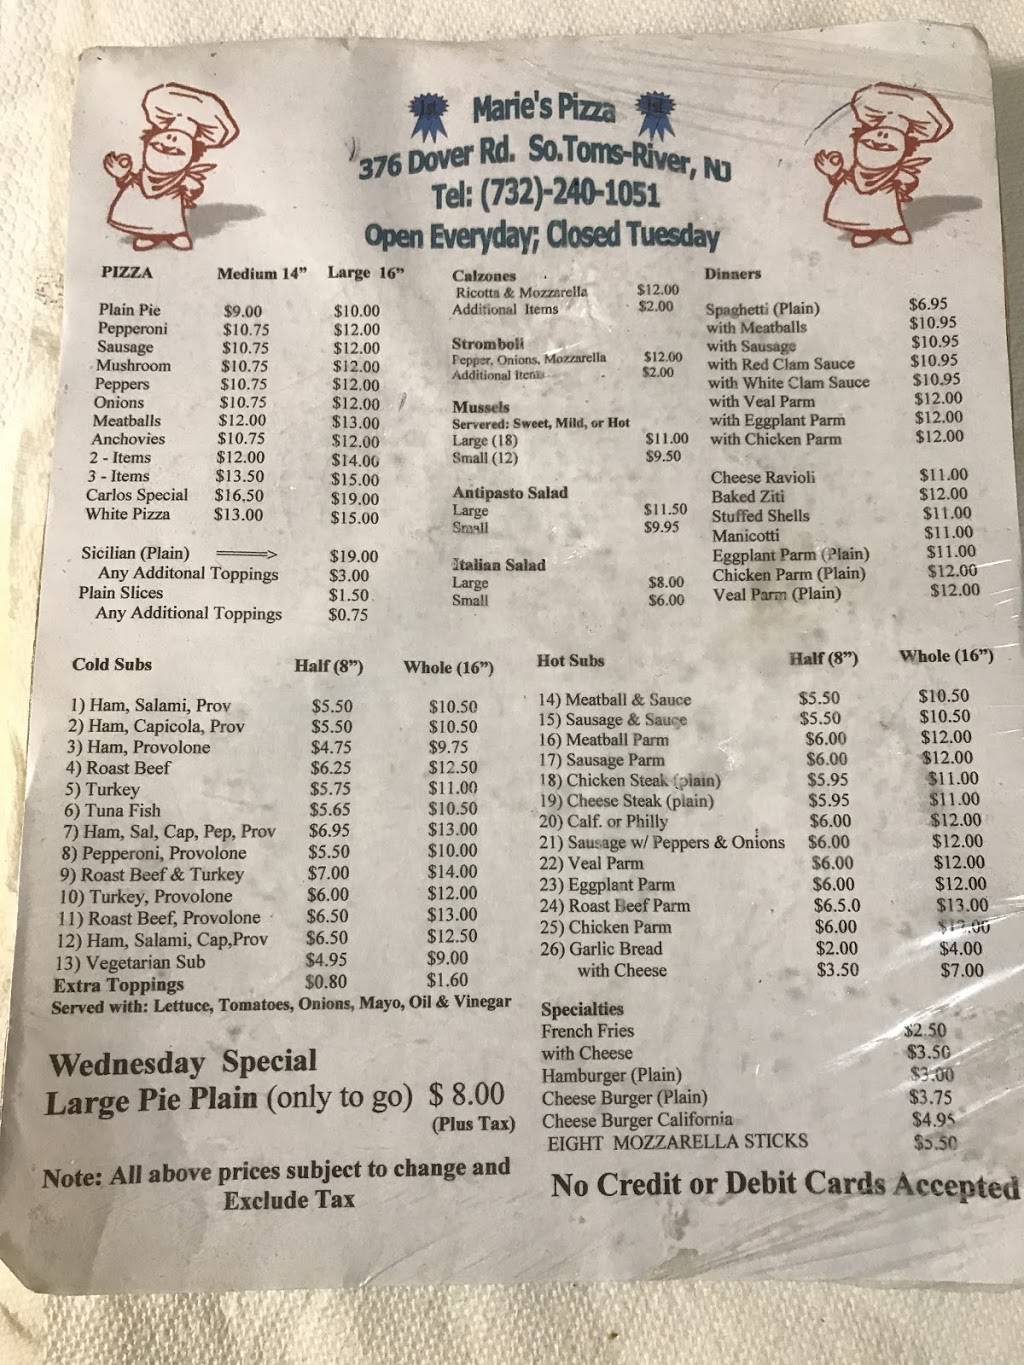 1st Marie's Pizza 1st
376 Dover Rd. So.Toms-River, NJ
Tel: (732)-240-1051
Open Everyday; Closed Tuesday
PIZZA Medium 14” Large 16”
Plain Pie $9.00 $10.00
Pepperoni $10.75 $12.00
Sausage $10.75 $12.00
Mushroom $10.75 $12.00
Peppers $10.75 $12.00
Onions $10.75 $12.00
Meatballs $12.00 $13.00
Anchovies $10.75 $12.00
2 - Items $12.00 $14.00
3 - Items $13.50 $15.00
Carlos Special $16.50 $19.00
White Pizza $13.00 $15.00
Sicilian (Plain) $19.00
Any Additonal Toppings $3.00
Plain Slices $1.50
Any Additional Toppings $0.75
Calzones
Ricotta & Mozzarella $12.00
Additional Items $2.00
Stromboli
Pepper, Onions, Mozzarella $12.00
Additional Items $2.00
Mussels
Servered: Sweet, Mild, or Hot
Large (18) $11.00
Small (12) $9.50
Antipasto Salad
Large $11.50
Small $9.95
Italian Salad
Large $8.00
Small $6.00
Dinners
Spaghetti (Plain) $6.95
with Meatballs $10.95
with Sausage $10.95
with Red Clam Sauce $10.95
with White Clam Sauce $10.95
with Veal Parm $12.00
with Eggplant Parm $12.00
with Chicken Parm $12.00
Cheese Ravioli $11.00
Baked Ziti $12.00
Stuffed Shells $11.00
Manicotti $11.00
Eggplant Parm (Plain) $11.00
Chicken Parm (Plain) $12.00
Veal Parm (Plain) $12.00
Cold Subs Half (8”) Whole (16”)
1) Ham, Salami, Prov $5.50 $10.50
2) Ham, Capicola, Prov $5.50 $10.50
3) Ham, Provolone $4.75 $9.75
4) Roast Beef $6.25 $12.50
5) Turkey $5.75 $11.00
6) Tuna Fish $5.65 $10.50
7) Ham, Sal, Cap, Pep, Prov $6.95 $13.00
8) Pepperoni, Provolone $5.50 $10.00
9) Roast Beef & Turkey $7.00 $14.00
10) Turkey, Provolone $6.00 $12.00
11) Roast Beef, Provolone $6.50 $13.00
12) Ham, Salami, Cap,Prov $6.50 $12.50
13) Vegetarian Sub $4.95 $9.00
Extra Toppings $0.80 $1.60
Served with: Lettuce, Tomatoes, Onions, Mayo, Oil & Vinegar
Wednesday Special
Large Pie Plain (only to go) $ 8.00
(Plus Tax)
Note: All above prices subject to change and
Exclude Tax
Hot Subs Half (8”) Whole (16”)
14) Meatball & Sauce $5.50 $10.50
15) Sausage & Sauce $5.50 $10.50
16) Meatball Parm $6.00 $12.00
17) Sausage Parm $6.00 $12.00
18) Chicken Steak (plain) $5.95 $11.00
19) Cheese Steak (plain) $5.95 $11.00
20) Calf. or Philly $6.00 $12.00
21) Sausage w/ Peppers & Onions $6.00 $12.00
22) Veal Parm $6.00 $12.00
23) Eggplant Parm $6.00 $12.00
24) Roast Beef Parm $6.5.0 $13.00
25) Chicken Parm $6.00 $12.00
26) Garlic Bread $2.00 $4.00
with Cheese $3.50 $7.00
Specialties
French Fries $2.50
with Cheese $3.50
Hamburger (Plain) $3.00
Cheese Burger (Plain) $3.75
Cheese Burger California $4.95
EIGHT MOZZARELLA STICKS $5.50
No Credit or Debit Cards Accepted